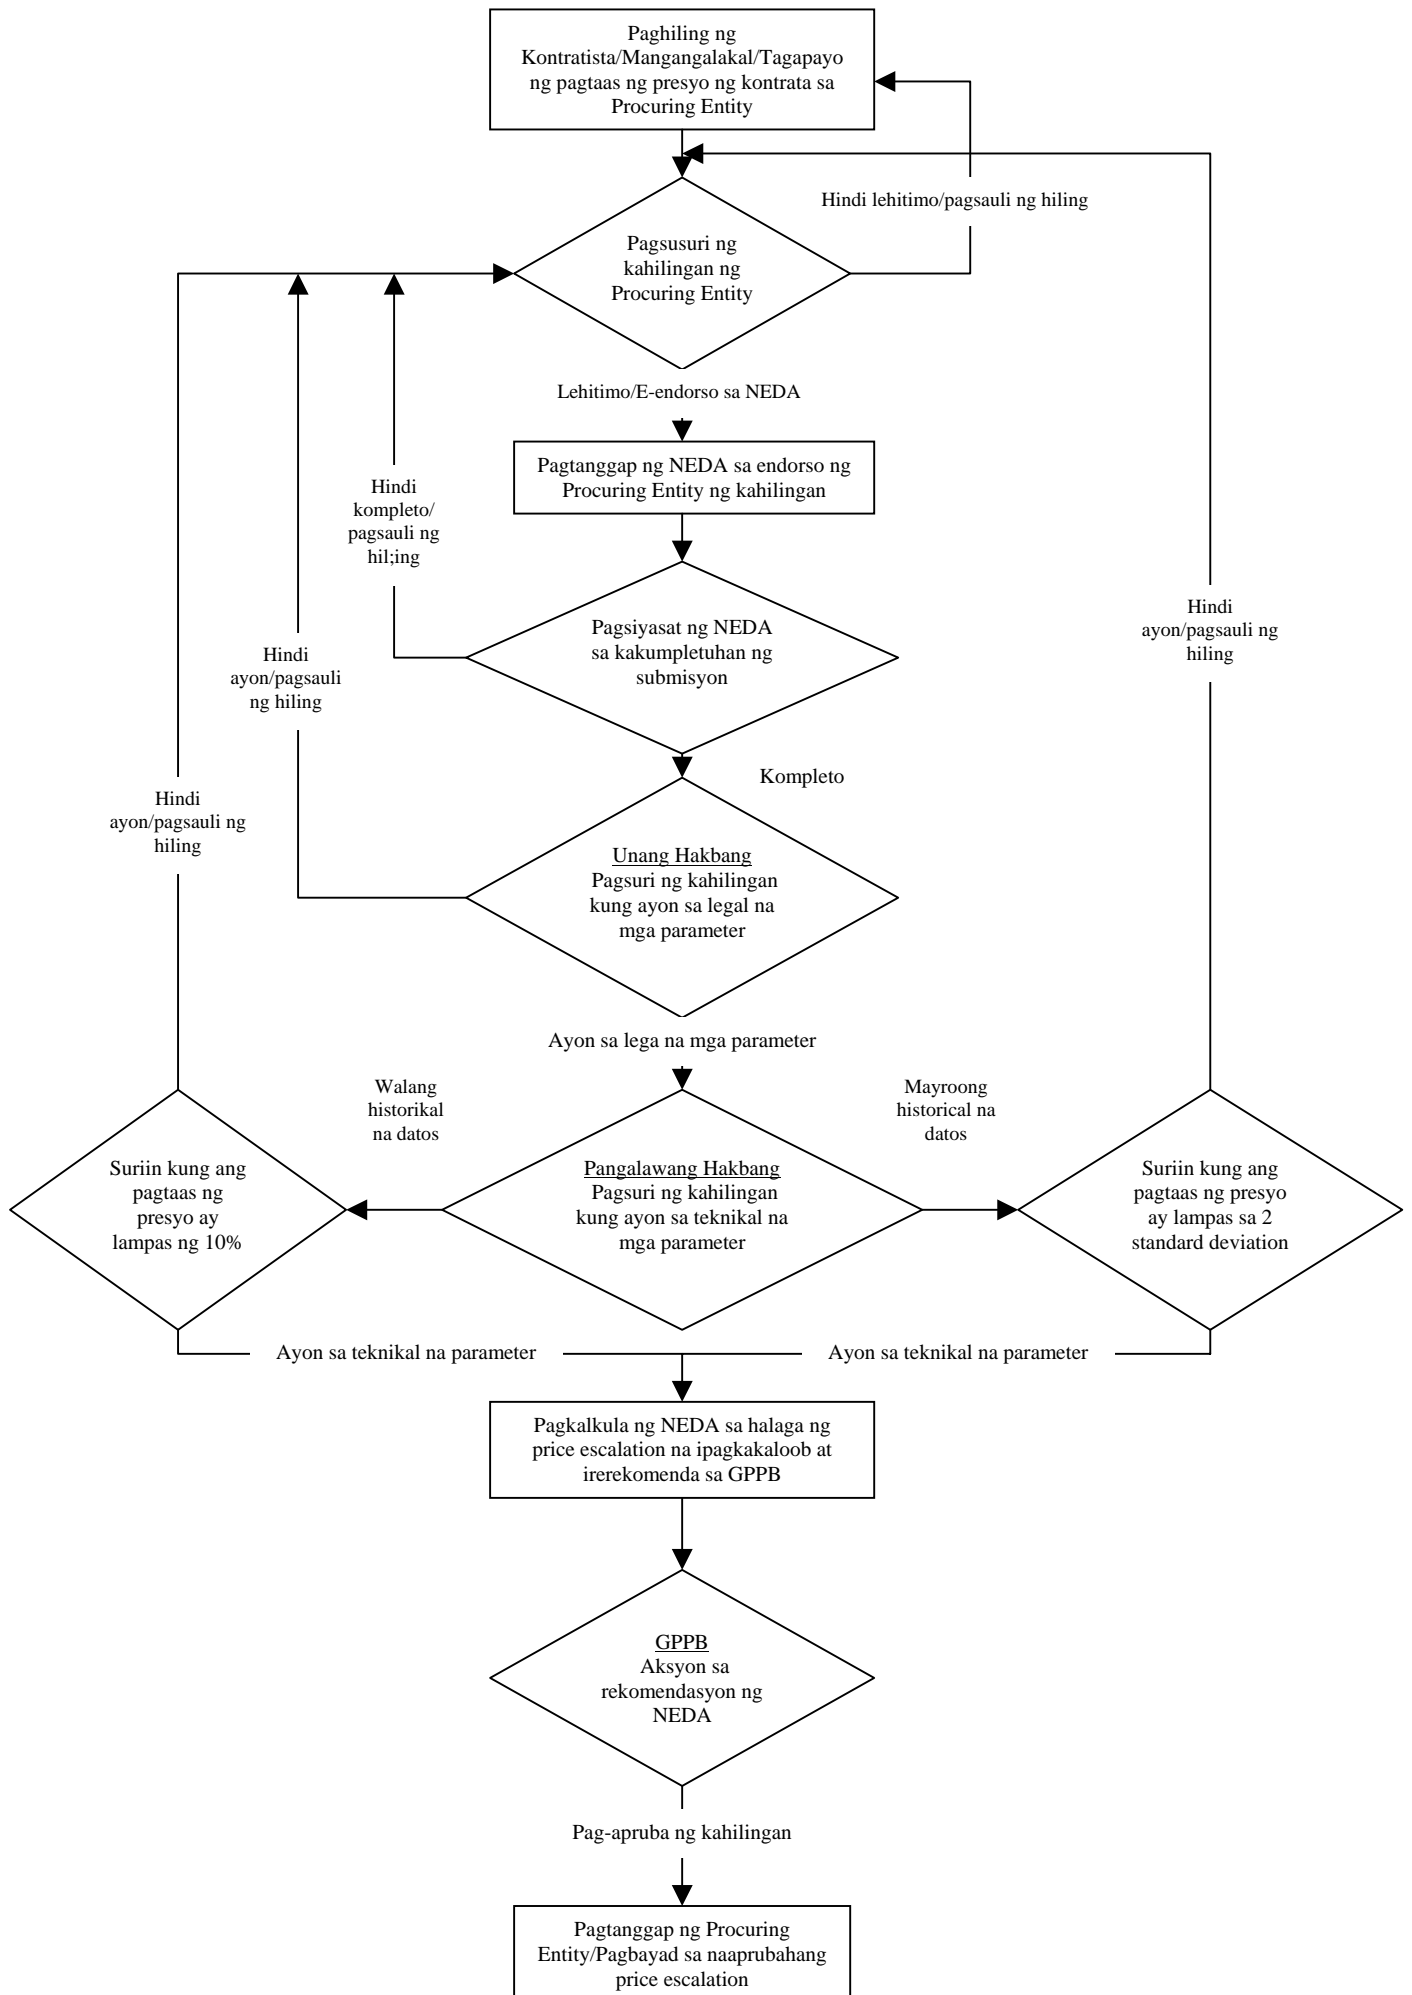 Paghiling ng
Kontratista/Mangangalakal/Tagapayo
ng pagtaas ng presyo ng kontrata sa
Procuring Entity
Hindi lehitimo/pagsauli ng hiling
Pagsusuri ng
kahilingan ng
Procuring Entity
Lehitimo/E-endorso sa NEDA
Pagtanggap ng NEDA sa endorso ng
Procuring Entity ng kahilingan
Hindi
kompleto/
pagsauli ng
hil;ing
Pagsiyasat ng NEDA
sa kakumpletuhan ng
submisyon
Hindi
ayon/pagsauli ng
hiling
Hindi
ayon/pagsauli
ng hiling
Kompleto
Hindi
ayon/pagsauli ng
hiling
Unang Hakbang
Pagsuri ng kahilingan
kung ayon sa legal na
mga parameter
Ayon sa lega na mga parameter
Walang
historikal
na datos
Mayroong
historical na
datos
Suriin kung ang
pagtaas ng
presyo ay
lampas ng 10%
Pangalawang Hakbang
Pagsuri ng kahilingan
kung ayon sa teknikal na
mga parameter
Suriin kung ang
pagtaas ng presyo
ay lampas sa 2
standard deviation
Ayon sa teknikal na parameter
Ayon sa teknikal na parameter
Pagkalkula ng NEDA sa halaga ng
price escalation na ipagkakaloob at
irerekomenda sa GPPB
GPPB
Aksyon sa
rekomendasyon ng
NEDA
Pag-apruba ng kahilingan
Pagtanggap ng Procuring
Entity/Pagbayad sa naaprubahang
price escalation